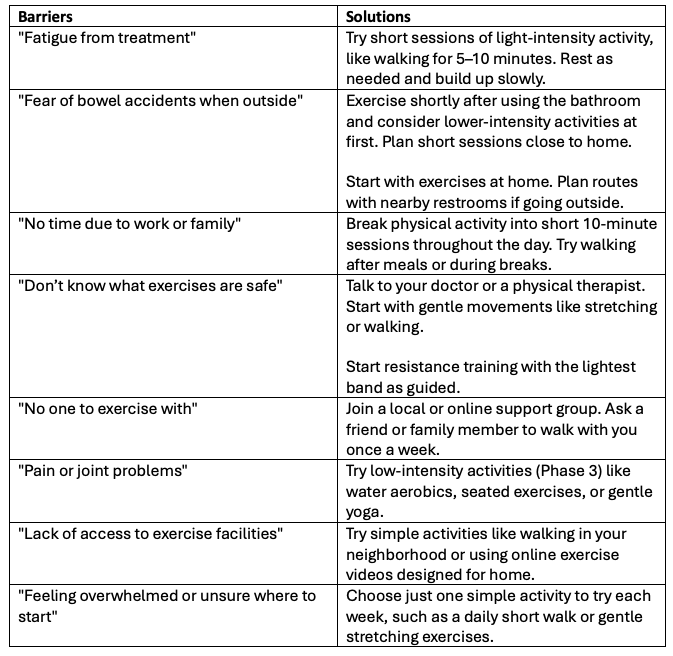 Barriers
Solutions
"Fatigue from treatment"
Try short sessions of light-intensity activity,
like walking for 5–10 minutes. Rest as
needed and build up slowly.
"Fear of bowel accidents when outside"
Exercise shortly after using the bathroom
and consider lower-intensity activities at
first. Plan short sessions close to home.
Start with exercises at home. Plan routes
with nearby restrooms if going outside.
"No time due to work or family"
Break physical activity into short 10-minute
sessions throughout the day. Try walking
after meals or during breaks.
"Don’t know what exercises are safe"
Talk to your doctor or a physical therapist.
Start with gentle movements like stretching
or walking.
Start resistance training with the lightest
band as guided.
"No one to exercise with"
Join a local or online support group. Ask a
friend or family member to walk with you
once a week.
"Pain or joint problems"
Try low-intensity activities (Phase 3) like
water aerobics, seated exercises, or gentle
yoga.
"Lack of access to exercise facilities"
Try simple activities like walking in your
neighborhood or using online exercise
videos designed for home.
"Feeling overwhelmed or unsure where to
start"
Choose just one simple activity to try each
week, such as a daily short walk or gentle
stretching exercises.